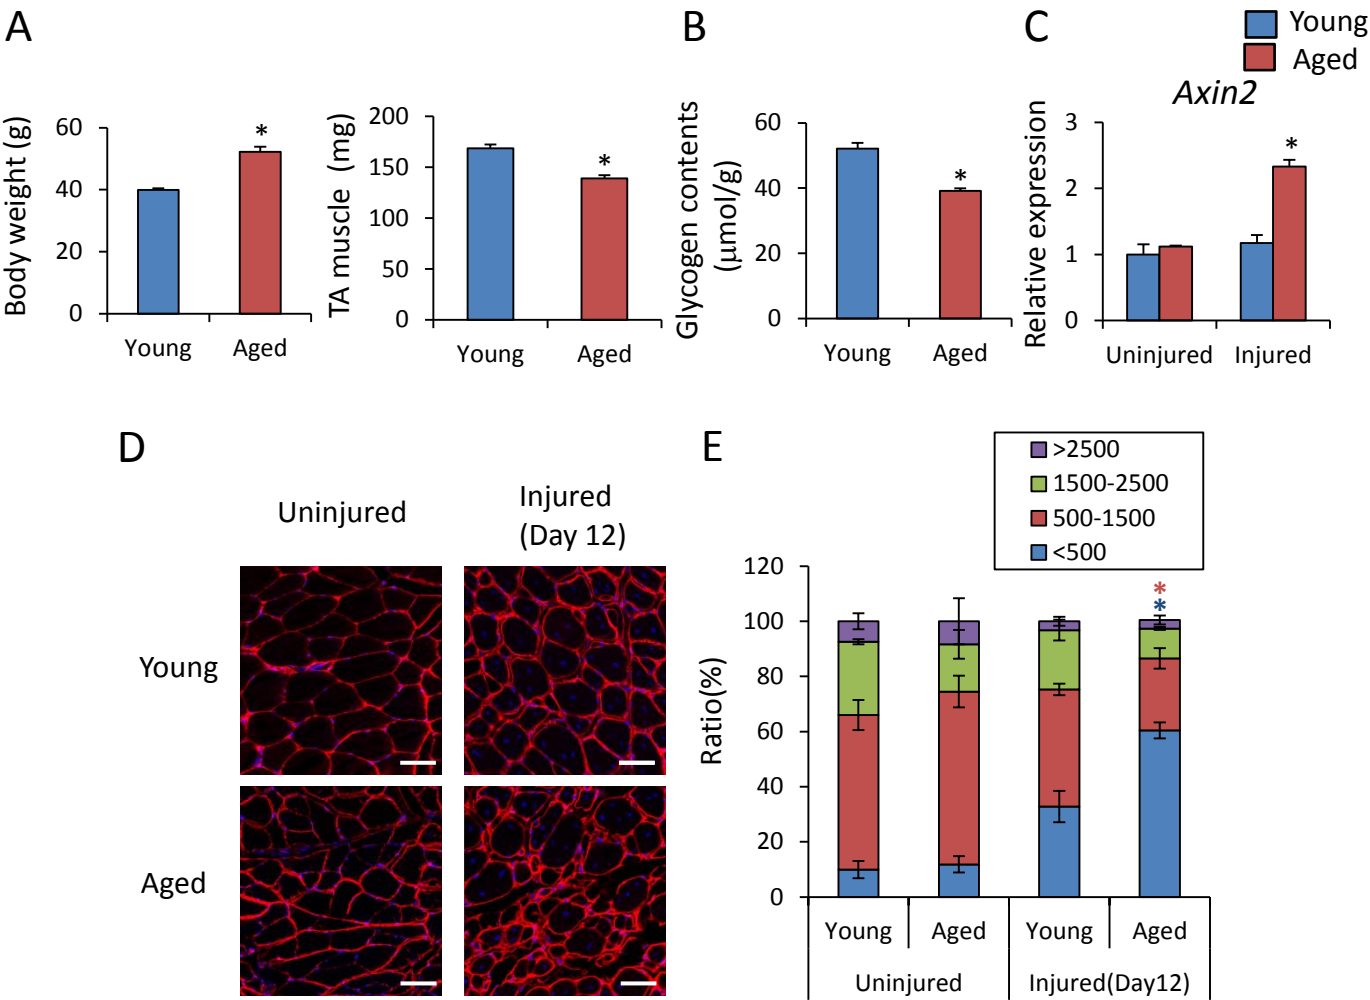 A
B
C
Young
Aged
Body weight (g)
60
40
20
0
Young
Aged
*
TA muscle (mg)
200
150
100
50
0
Young
Aged
*
Glycogen contents
(μmol/g)
60
40
20
0
Young
Aged
*
Axin2
Relative expression
3
2
1
0
Uninjured
Injured
*
D
Uninjured
Injured
(Day 12)
Young
Aged
E
>2500
1500-2500
500-1500
<500
Ratio(%)
120
100
80
60
40
20
0
*
*
Young
Aged
Young
Aged
Uninjured
Injured(Day12)